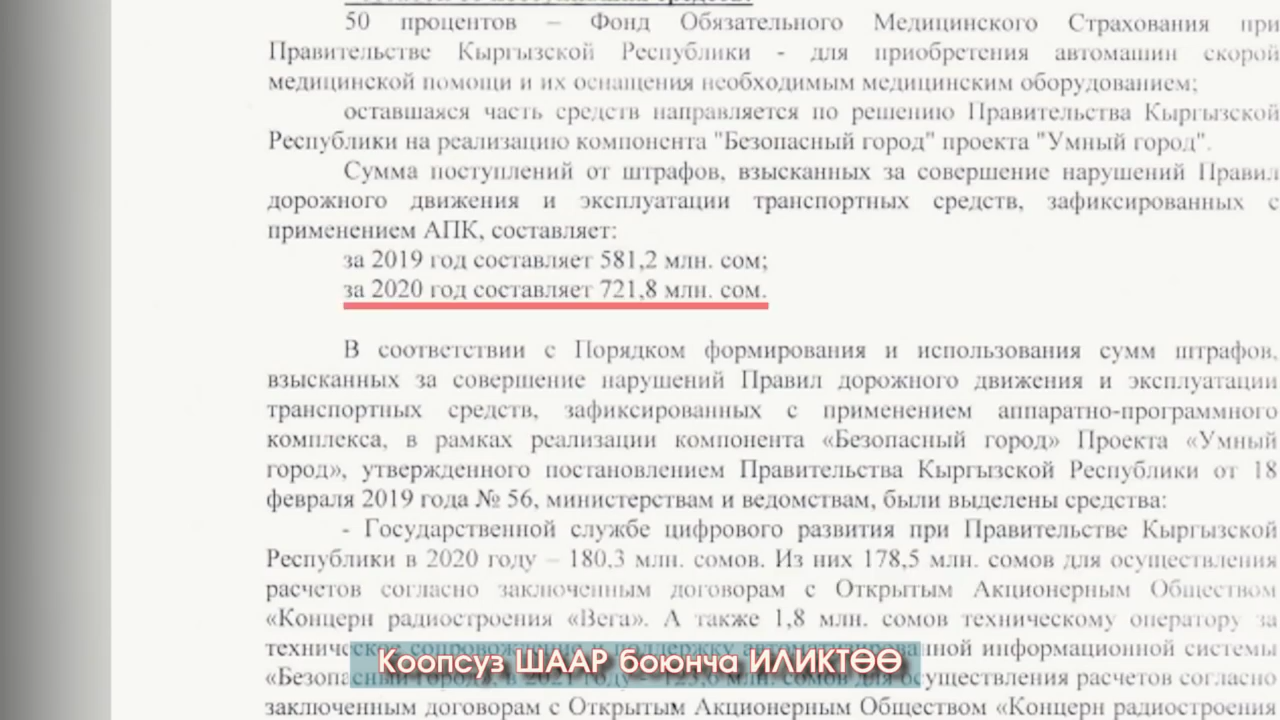 50 процентов – Фонд Обязательного Медицинского Страхования при
Правительстве Кыргызской Республики - для приобретения автомашин скорой
медицинской помощи и их оснащения необходимым медицинским оборудованием;
оставшаяся часть средств направляется по решению Правительства Кыргызской
Республики на реализацию компонента "Безопасный город" проекта "Умный город".
Сумма поступлений от штрафов, взысканных за совершение нарушений Правил
дорожного движения и эксплуатации транспортных средств, зафиксированных с
применением АПК, составляет:
за 2019 год составляет 581,2 млн. сом;
за 2020 год составляет 721,8 млн. сом.
В соответствии с Порядком формирования и использования сумм штрафов,
взысканных за совершение нарушений Правил дорожного движения и эксплуатации
транспортных средств, зафиксированных с применением аппаратно-программного
комплекса, в рамках реализации компонента «Безопасный город» Проекта «Умный
город», утвержденного постановлением Правительства Кыргызской Республики от 18
февраля 2019 года № 56, министерствам и ведомствам, были выделены средства:
- Государственной службе цифрового развития при Правительстве Кыргызской
Республики в 2020 году – 180,3 млн. сомов. Из них 178,5 млн. сомов для осуществления
расчетов согласно заключенным договорам с Открытым Акционерным Обществом
«Концерн радиостроения «Вега». А также 1,8 млн. сомов техническому оператору за
информационной системы
Коопсуз ШААР боюнча ИЛИКТӨӨ
осуществления расчетов согласно
заключенным договорам с Открытым Акционерным Обществом «Концерн радиостроения